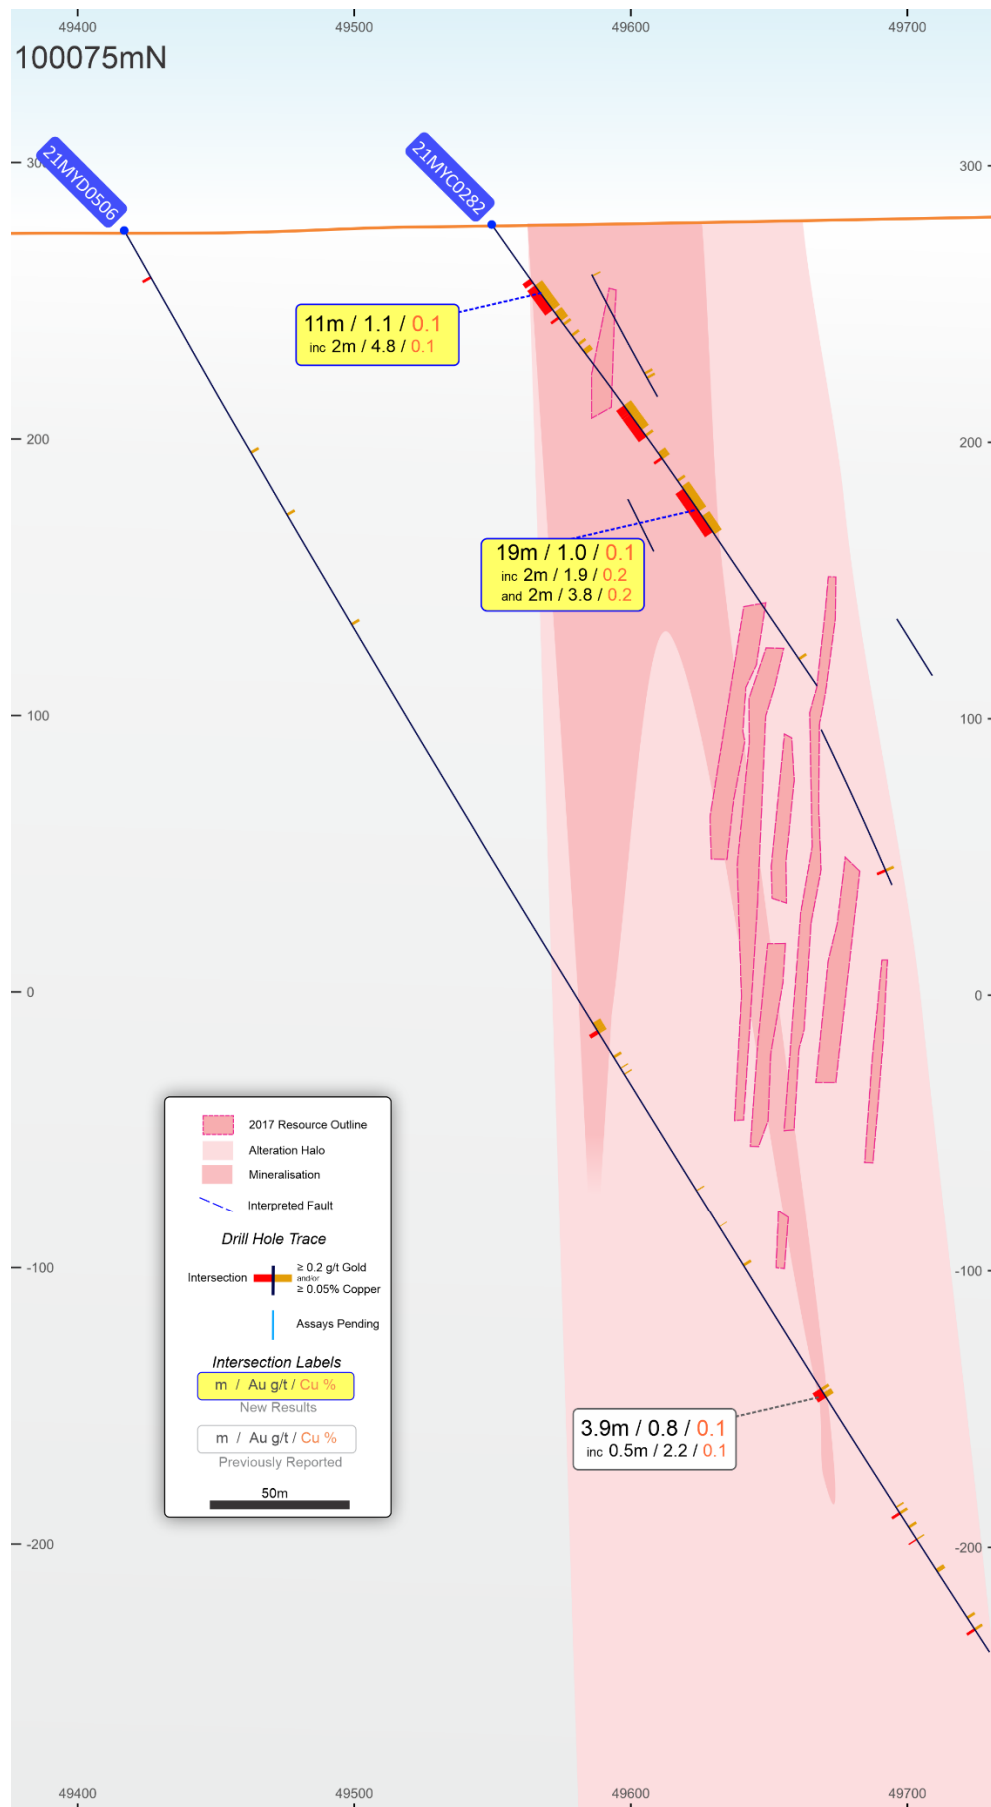 49400 49500 49600 49700
100075mN
21MYD0506
21MYC0282
300
300
11m / 1.1 / 0.1
inc 2m / 4.8 / 0.1
200
200
19m / 1.0 / 0.1
inc 2m / 1.9 / 0.2
and 2m / 3.8 / 0.2
100
100
0
0
2017 Resource Outline
Alteration Halo
Mineralisation
Interpreted Fault
Drill Hole Trace
Intersection
≥ 0.2 g/t Gold
and/or
≥ 0.05% Copper
Assays Pending
Intersection Labels
m / Au g/t / Cu %
New Results
m / Au g/t / Cu %
Previously Reported
50m
-100
-100
3.9m / 0.8 / 0.1
inc 0.5m / 2.2 / 0.1
-200
-200
49400 49500 49600 49700